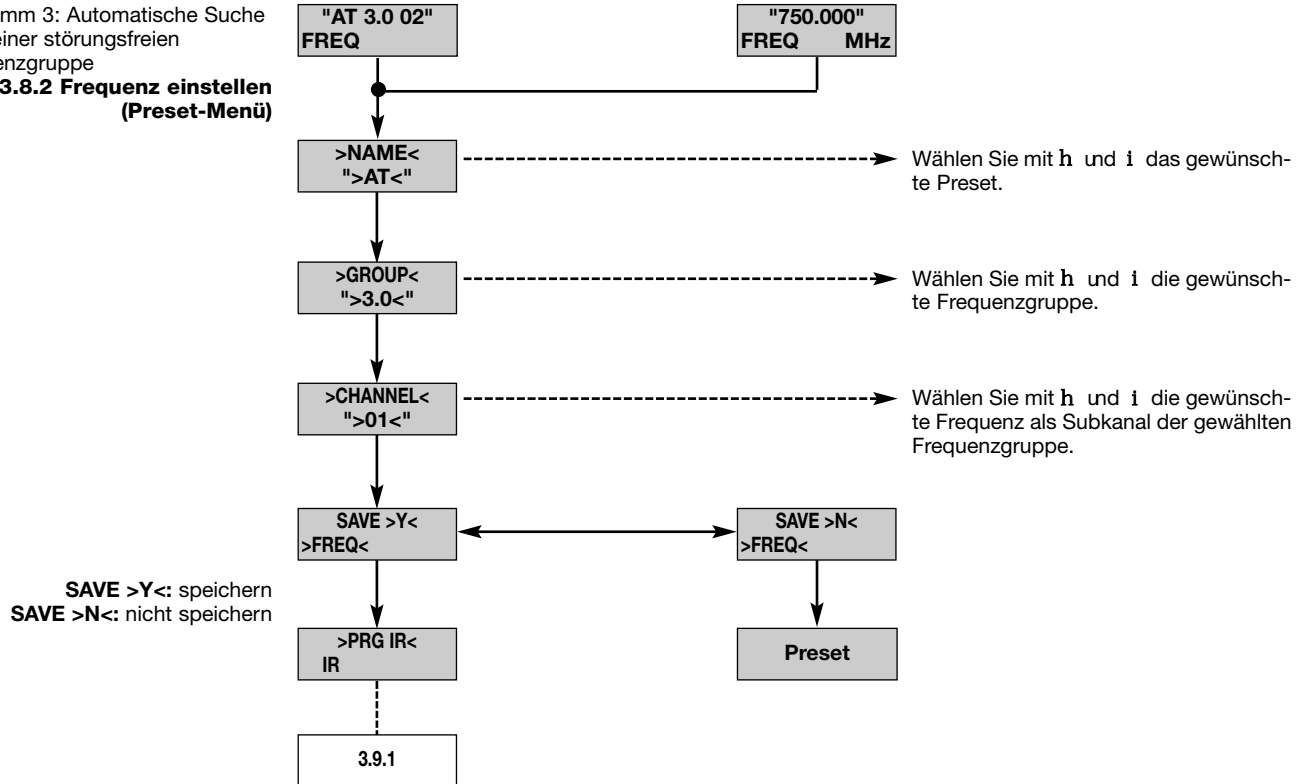 mm 3: Automatische Suche
einer störungsfreien
enzgruppe
3.8.2 Frequenz einstellen
(Preset-Menü)
"AT 3.0 02"
FREQ
"750.000"
FREQ MHz
>NAME<
">AT<"
Wählen Sie mit h und i das gewünsch-
te Preset.
>GROUP<
">3.0<"
Wählen Sie mit h und i die gewünsch-
te Frequenzgruppe.
>CHANNEL<
">01<"
Wählen Sie mit h und i die gewünsch-
te Frequenz als Subkanal der gewählten
Frequenzgruppe.
SAVE >Y<
>FREQ<
SAVE >N<
>FREQ<
SAVE >Y<: speichern
SAVE >N<: nicht speichern
>PRG IR<
IR
Preset
3.9.1